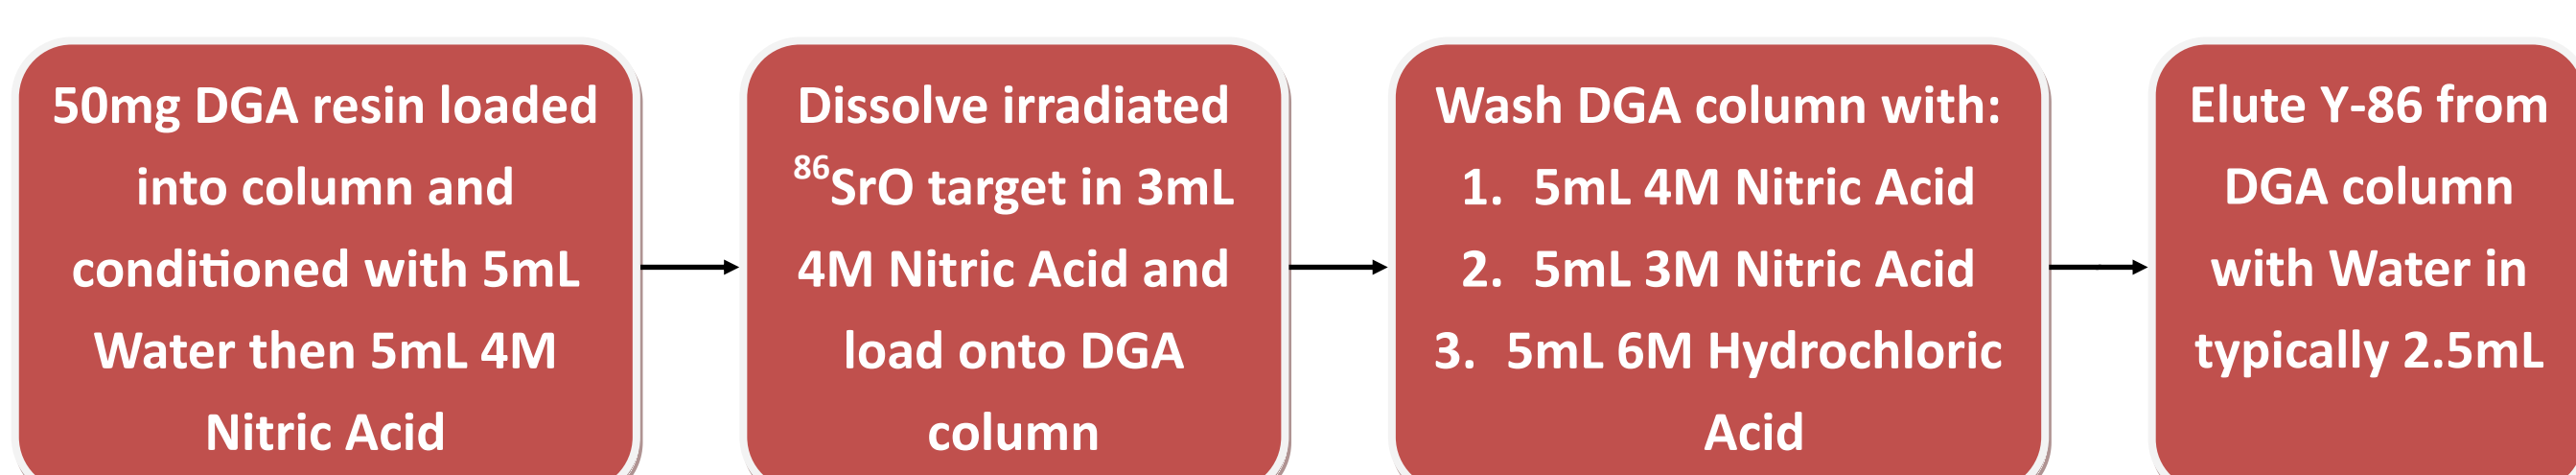 50mg DGA resin loaded
into column and
conditioned with 5mL
Water then 5mL 4M
Nitric Acid
Dissolve irradiated
⁸⁶SrO target in 3mL
4M Nitric Acid and
load onto DGA
column
Wash DGA column with:
1. 5mL 4M Nitric Acid
2. 5mL 3M Nitric Acid
3. 5mL 6M Hydrochloric
Acid
Elute Y-86 from
DGA column
with Water in
typically 2.5mL